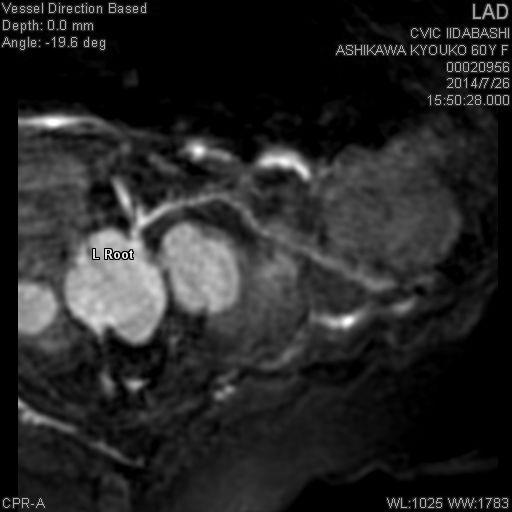 Vessel Direction Based
Depth: 0.0 mm
Angle: -19.6 deg
LAD
CVIC IIDABASHI
ASHIKAWA KYOUKO 60Y F
00020956
2014/7/26
15:50:28.000
L Root
CPR-A
WL:1025 WW:1783